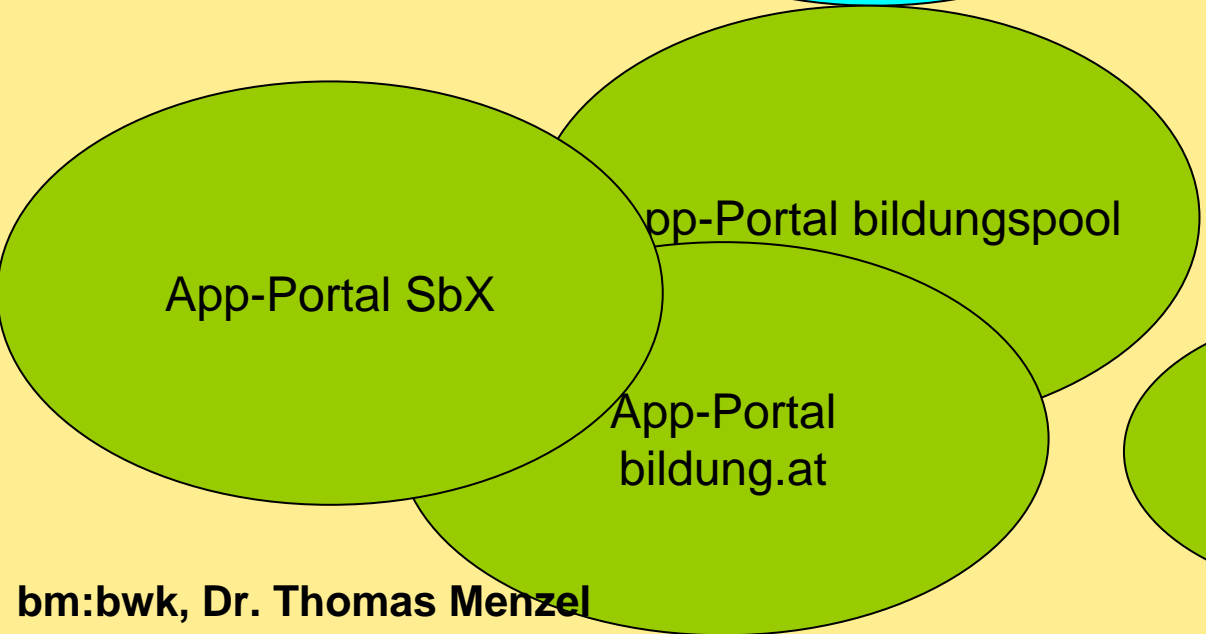 pp-Portal bildungspool
App-Portal SbX
App-Portal
bildung.at
bm:bwk, Dr. Thomas Menzel